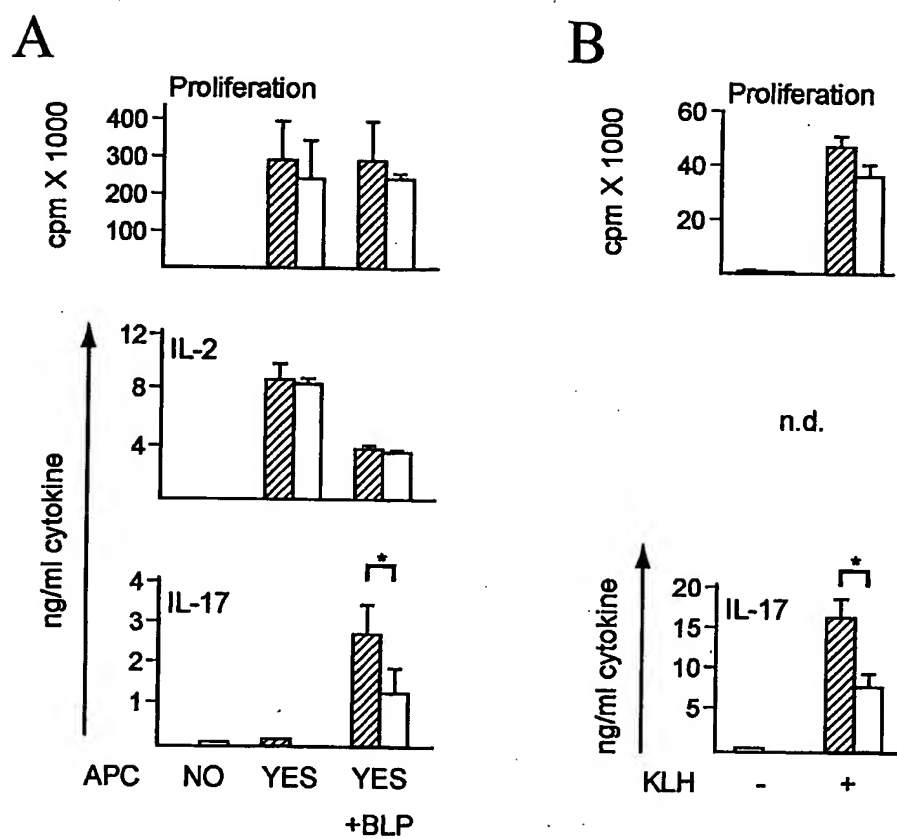 A
Proliferation
cpm X 1000
400
300
200
100
12
8
4
IL-2
ng/ml cytokine
4
3
2
1
IL-17
*
APC NO YES YES
+BLP
B
Proliferation
cpm X 1000
60
40
20
n.d.
ng/ml cytokine
20
15
10
5
IL-17
*
KLH - +